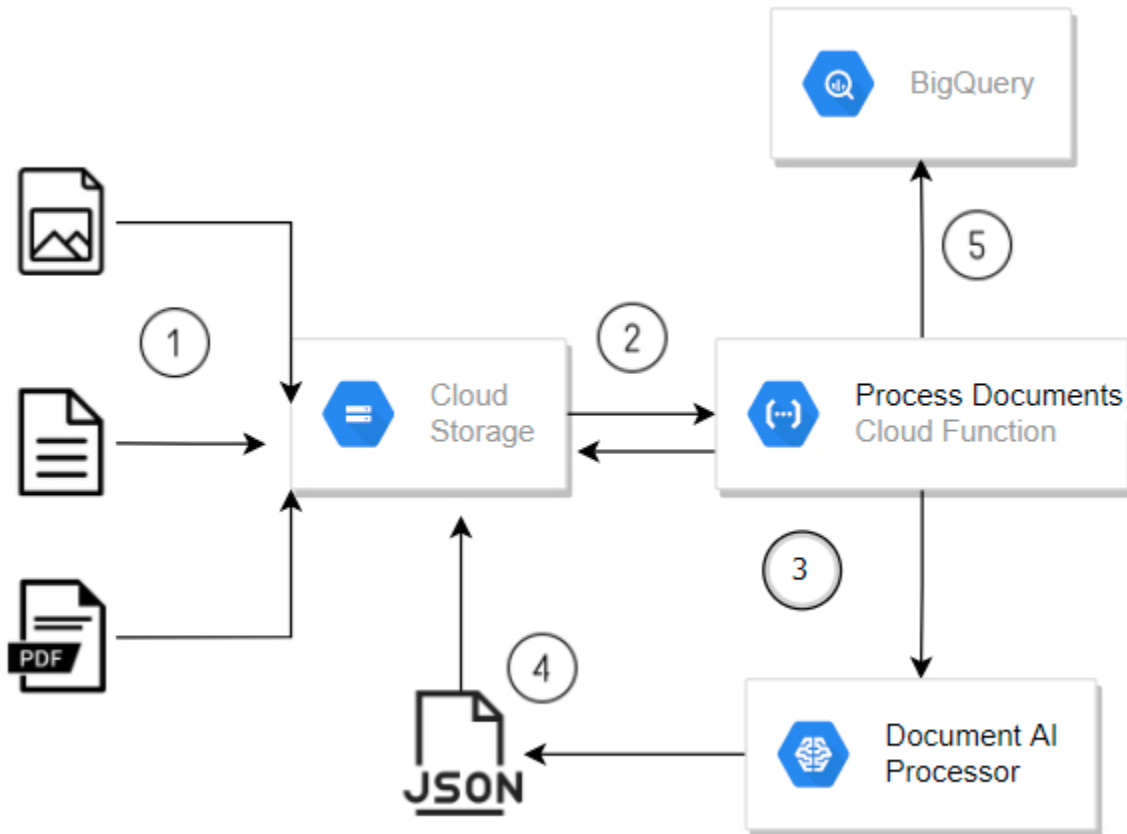 BigQuery
5
1
2
Cloud
Storage
Process Documents
Cloud Function
3
PDF
4
JSON
Document AI
Processor